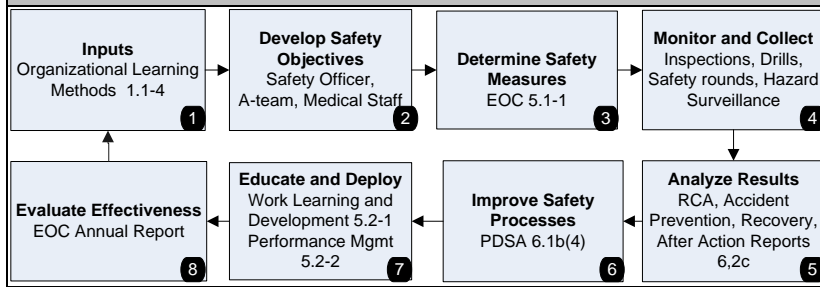 Inputs
Organizational Learning
Methods 1.1-4
1
Develop Safety
Objectives
Safety Officer,
A-team, Medical Staff
2
Determine Safety
Measures
EOC 5.1-1
3
Monitor and Collect
Inspections, Drills,
Safety rounds, Hazard
Surveillance
4
Analyze Results
RCA, Accident
Prevention, Recovery,
After Action Reports
6,2c
5
Improve Safety
Processes
PDSA 6.1b(4)
6
Educate and Deploy
Work Learning and
Development 5.2-1
Performance Mgmt
5.2-2
7
Evaluate Effectiveness
EOC Annual Report
8